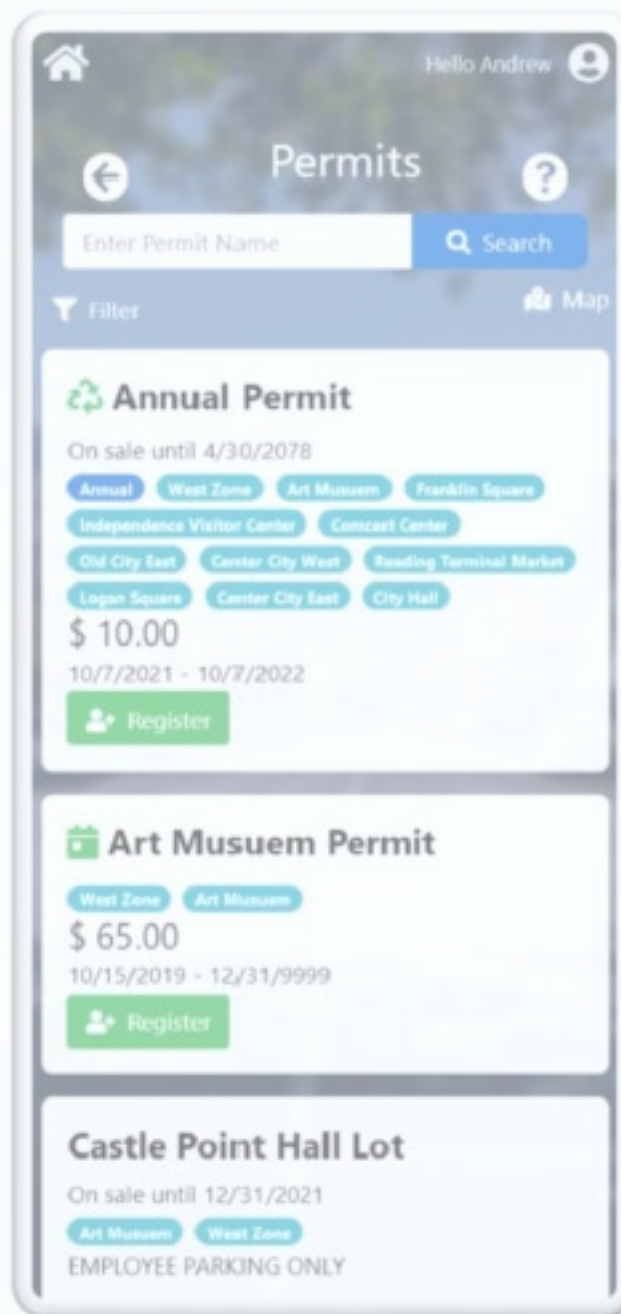 Hello Andrew
Permits
Enter Permit Name
Search
Filter
Map
Annual Permit
On sale until 4/30/2078
Annual West Zone Art Musuem Franklin Square
Independence Visitor Center Comcast Center
Old City East Center City West Reading Terminal Market
Logan Square Center City East City Hall
$ 10.00
10/7/2021 - 10/7/2022
Register
Art Musuem Permit
West Zone Art Musuem
$ 65.00
10/15/2019 - 12/31/9999
Register
Castle Point Hall Lot
On sale until 12/31/2021
Art Musuem West Zone
EMPLOYEE PARKING ONLY